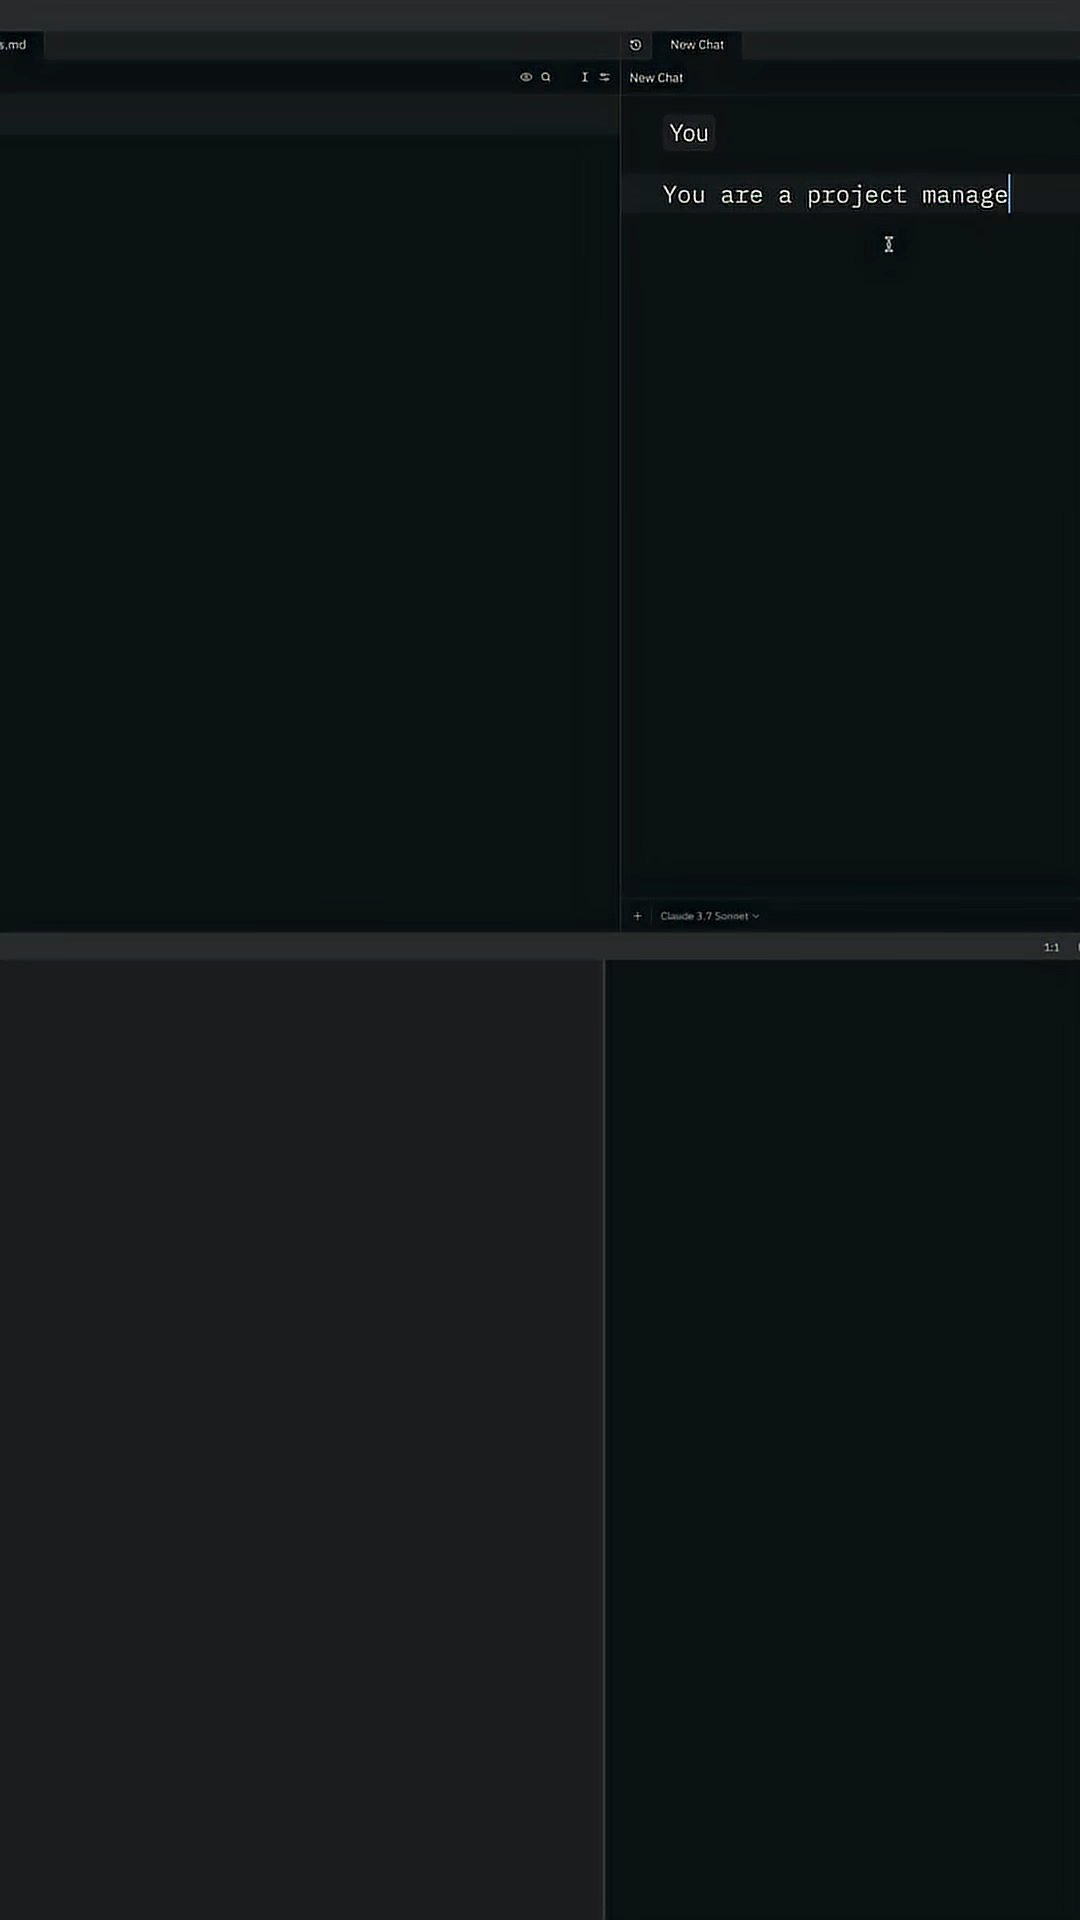 s.md
New Chat
New Chat
You
You are a project manage
Claude 3.7 Sonnet
1:1